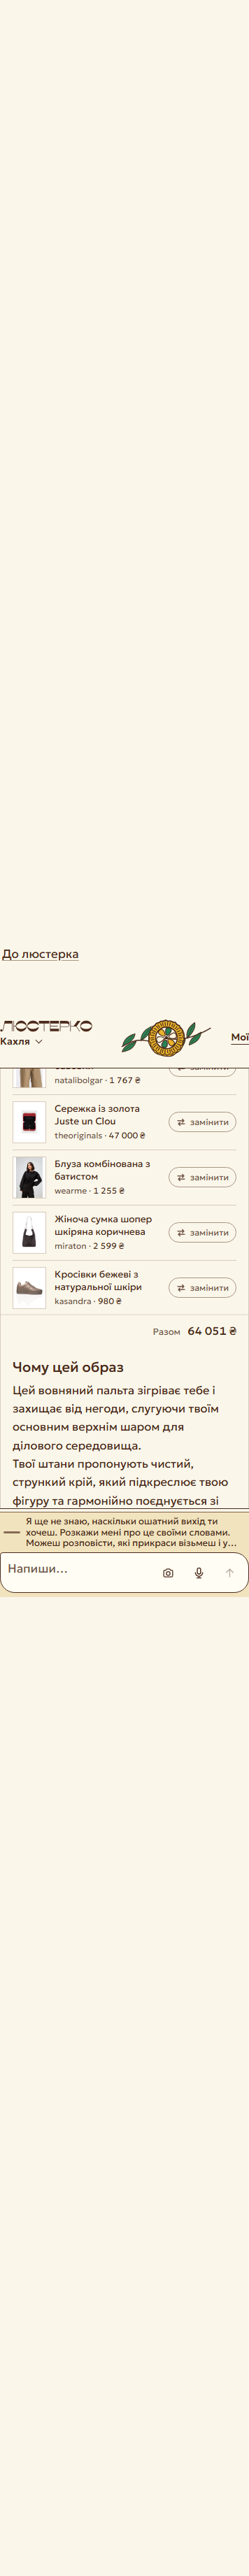 До люстерка
ЛЮСТЕРКО
Кахля
Мої
замінити
natalibolgar · 1 767 ₴
Сережка із золота
Juste un Clou
theoriginals · 47 000 ₴
замінити
Блуза комбінована з
батистом
wearme · 1 255 ₴
замінити
Жіноча сумка шопер
шкіряна коричнева
miraton · 2 599 ₴
замінити
Кросівки бежеві з
натуральної шкіри
kasandra · 980 ₴
замінити
Разом 64 051 ₴
Чому цей образ
Цей вовняний пальта зігріває тебе і
захищає від негоди, слугуючи твоїм
основним верхнім шаром для
ділового середовища.
Твої штани пропонують чистий,
стрункий крій, який підкреслює твою
фігуру та гармонійно поєднується зі
Я ще не знаю, наскільки ошатний вихід ти
хочеш. Розкажи мені про це своїми словами.
Можеш розповісти, які прикраси візьмеш і у…
Напиши…